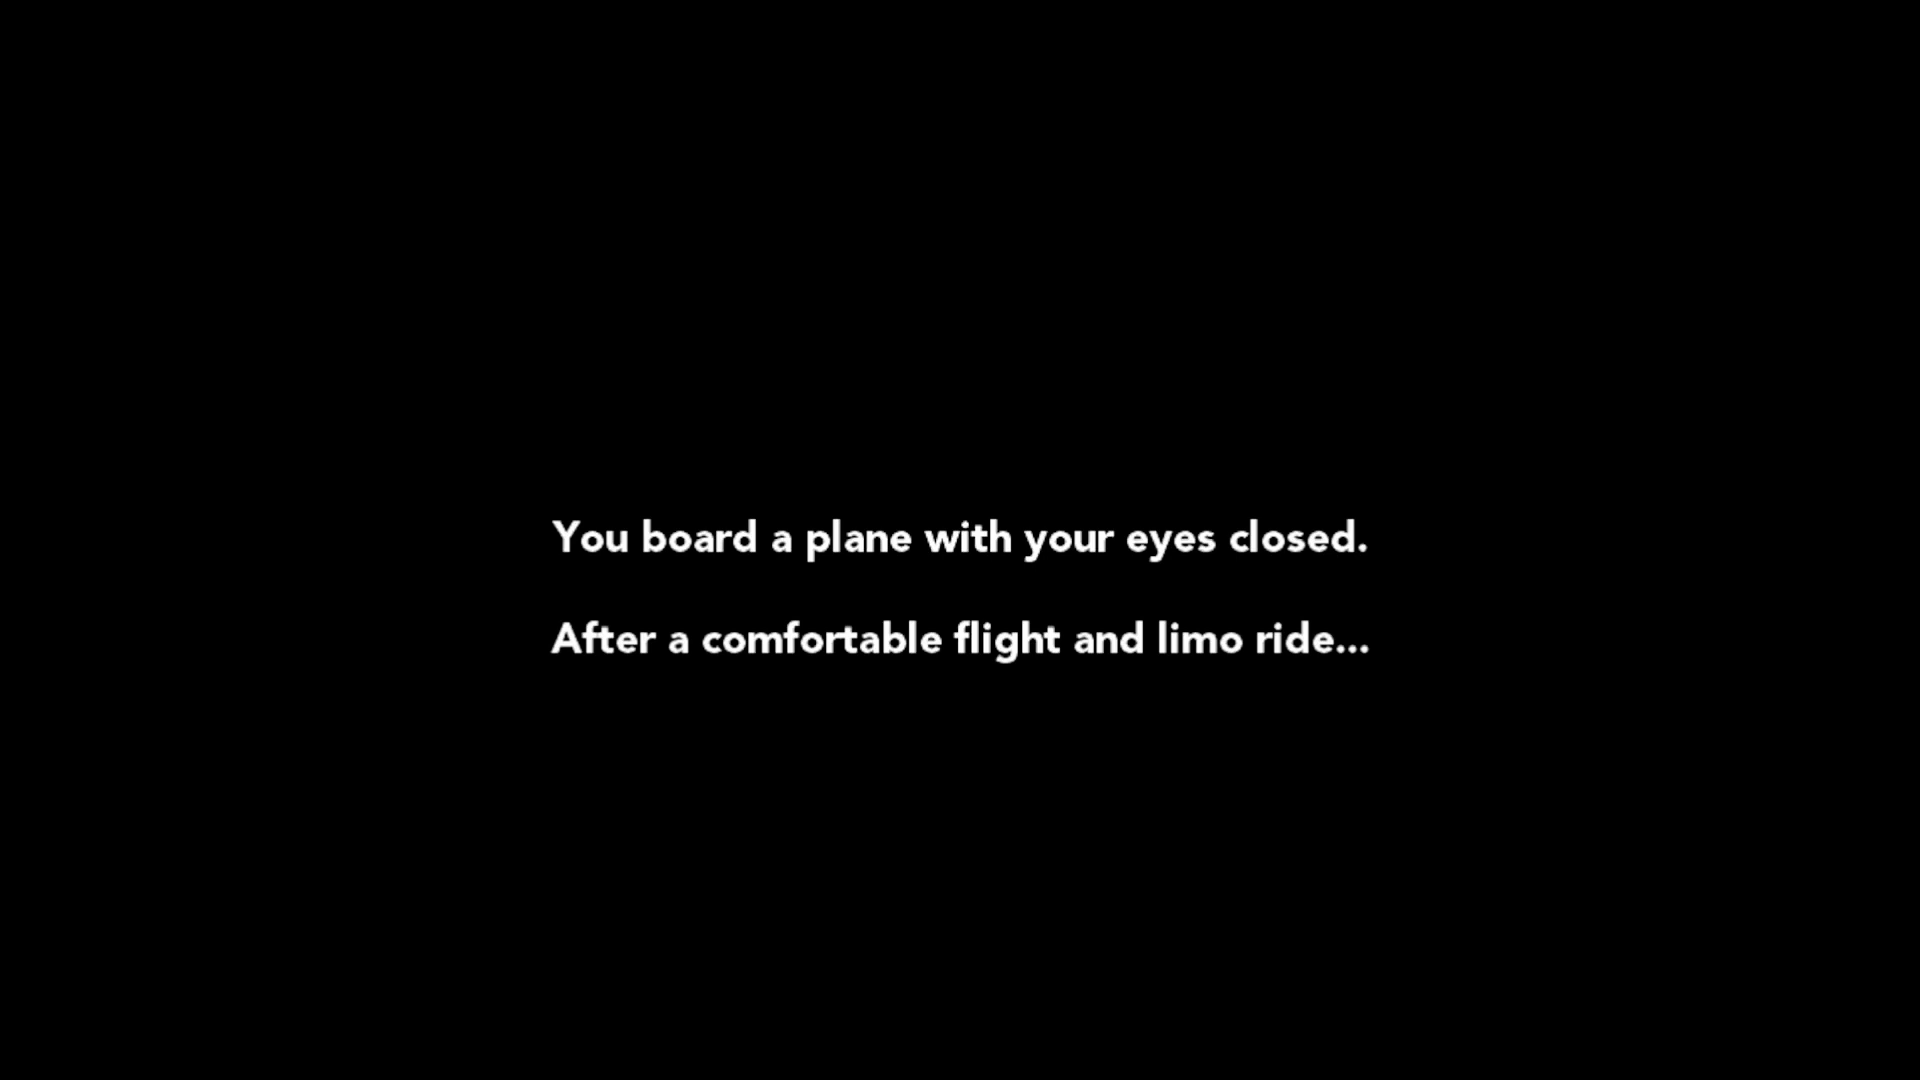 You board a plane with your eyes closed.
After a comfortable flight and limo ride...